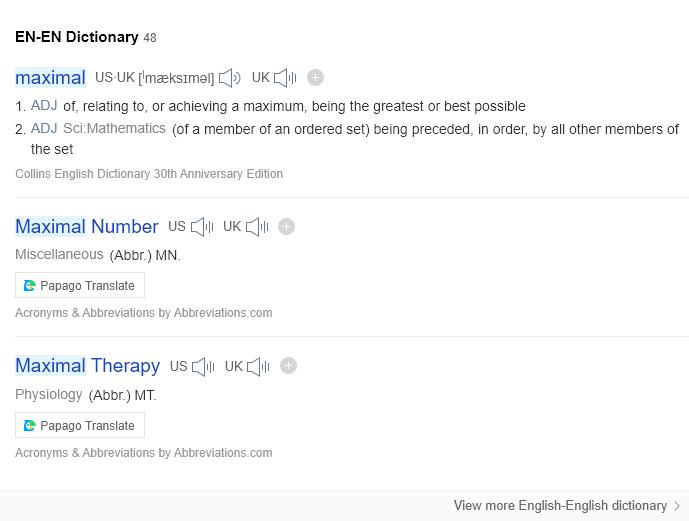 EN-EN Dictionary 48
maximal US·UK [ˈmæksɪməl] UK
1. ADJ of, relating to, or achieving a maximum, being the greatest or best possible
2. ADJ Sci:Mathematics (of a member of an ordered set) being preceded, in order, by all other members of
the set
Collins English Dictionary 30th Anniversary Edition
Maximal Number US UK
Miscellaneous (Abbr.) MN.
Papago Translate
Acronyms & Abbreviations by Abbreviations.com
Maximal Therapy US UK
Physiology (Abbr.) MT.
Papago Translate
Acronyms & Abbreviations by Abbreviations.com
View more English-English dictionary